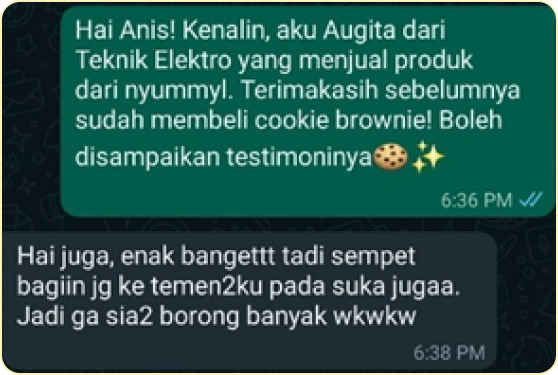 Hai Anis! Kenalin, aku Augita dari
Teknik Elektro yang menjual produk
dari nyummyl. Terimakasih sebelumnya
sudah membeli cookie brownie! Boleh
disampaikan testimoninya🍪✨
6:36 PM
Hai juga, enak bangettt tadi sempet
bagiin jg ke temen2ku pada suka jugaa.
Jadi ga sia2 borong banyak wkwkw
6:38 PM